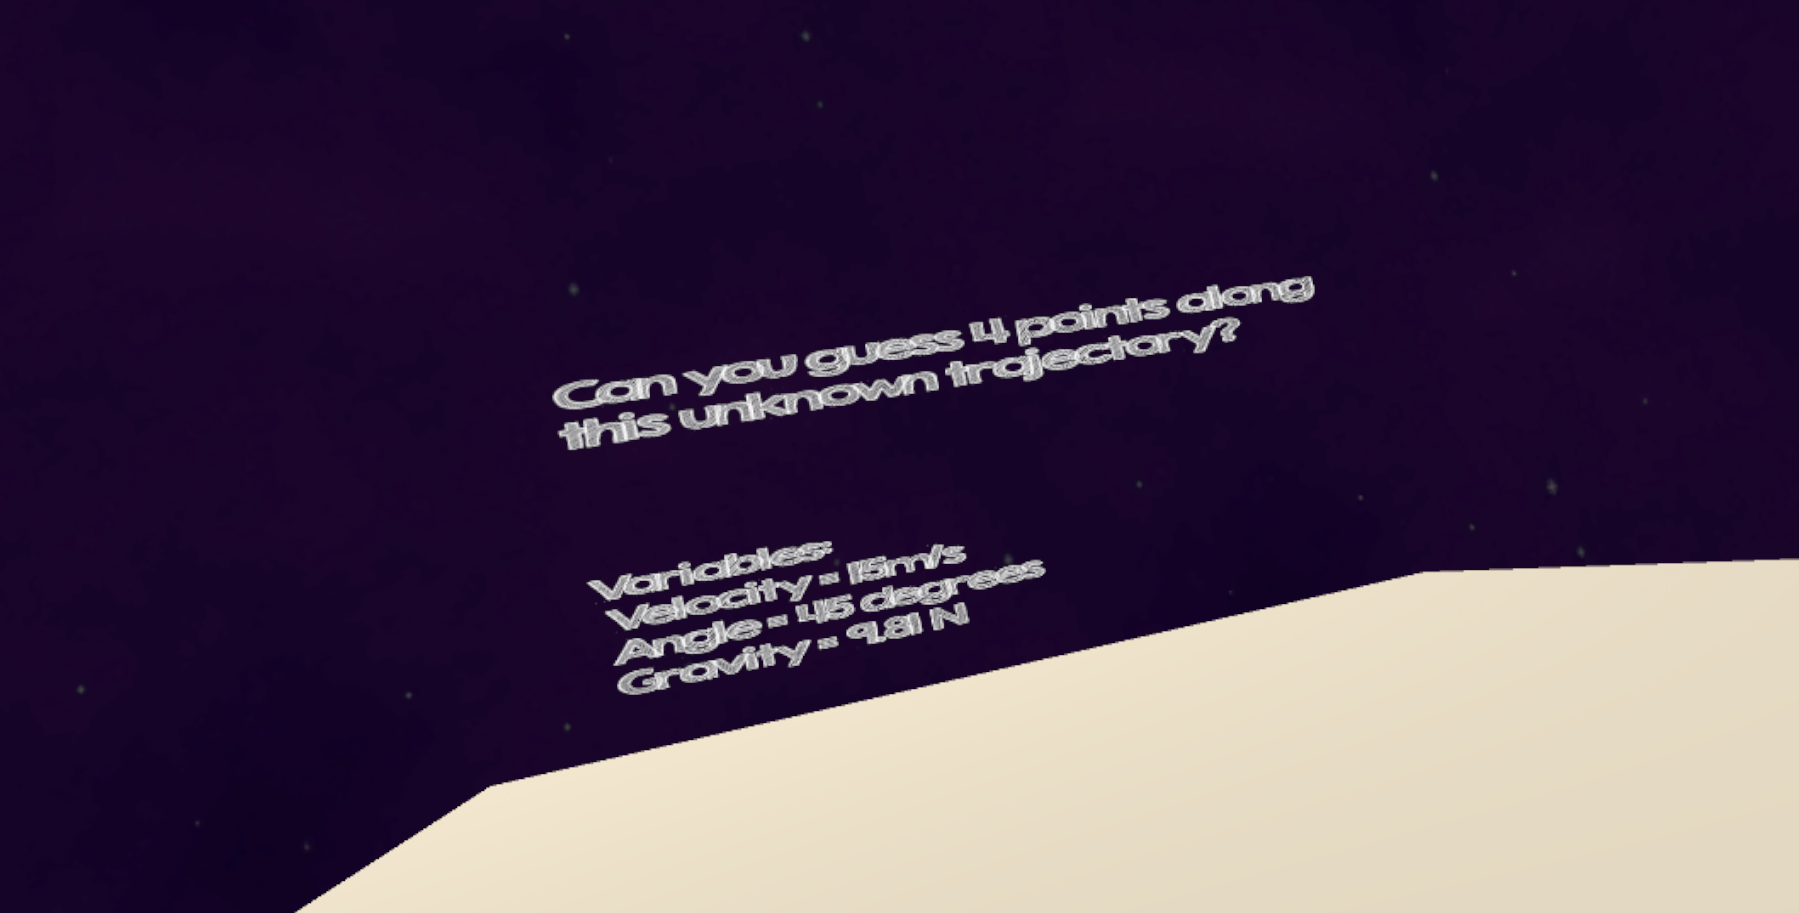 Can you guess 4 points along
this unknown trajectory?
Variables:
Velocity = 15m/s
Angle = 45 degrees
Gravity = 9.81 N